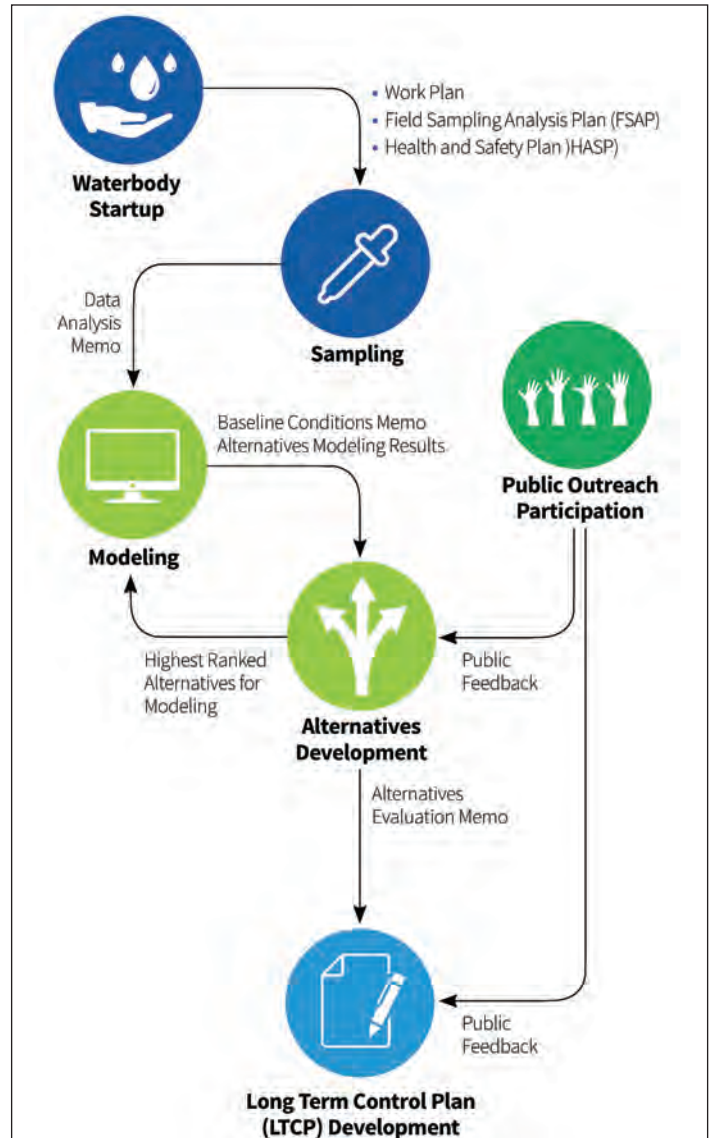 • Work Plan
• Field Sampling Analysis Plan (FSAP)
• Health and Safety Plan )HASP)
Waterbody
Startup
Data
Analysis
Memo
Sampling
Baseline Conditions Memo
Alternatives Modeling Results
Public Outreach
Participation
Modeling
Highest Ranked
Alternatives for
Modeling
Public
Feedback
Alternatives
Development
Alternatives
Evaluation Memo
Public
Feedback
Long Term Control Plan
(LTCP) Development